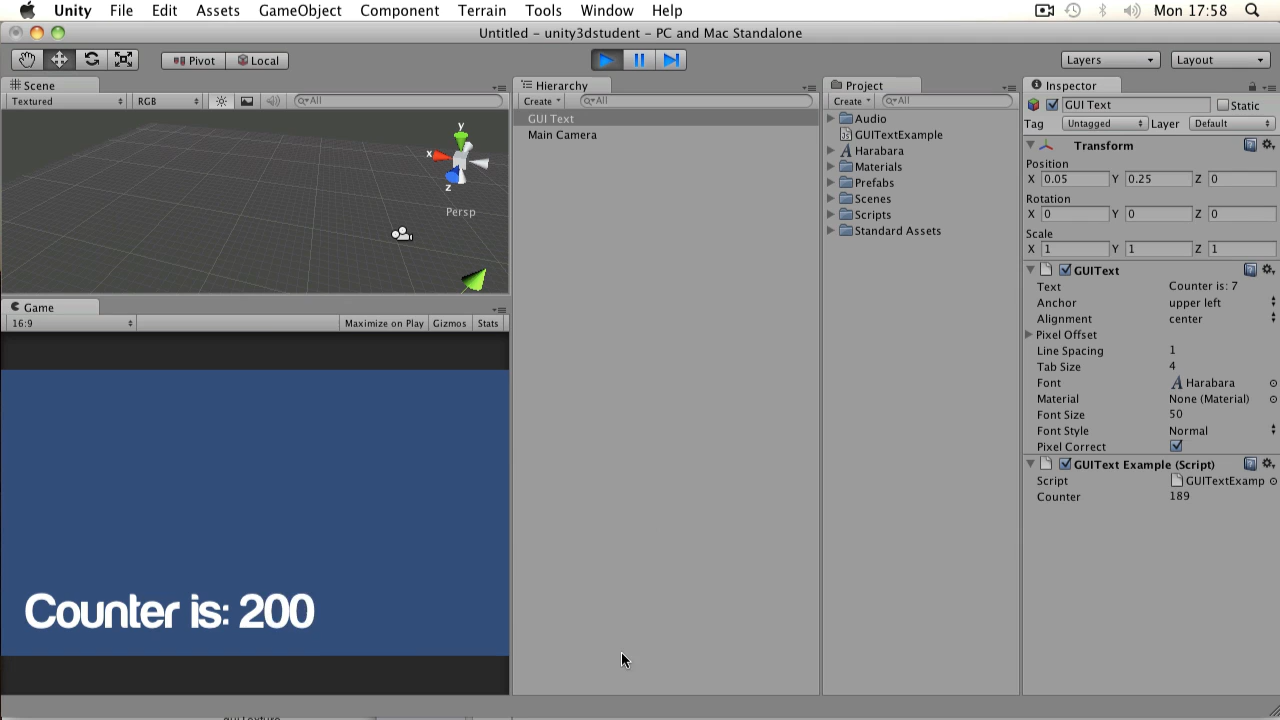 Unity File Edit Assets GameObject Component Terrain Tools Window Help Mon 17:58
Untitled – unity3dstudent – PC and Mac Standalone
Pivot Local Layers Layout
Scene
Textured RGB All
y
x
z
Persp
Game
16:9 Maximize on Play Gizmos Stats
Counter is: 200
Hierarchy
Create All
GUI Text
Main Camera
Project
Create All
Audio
GUITextExample
Harabara
Materials
Prefabs
Scenes
Scripts
Standard Assets
Inspector
GUI Text Static
Tag Untagged Layer Default
Transform
Position
X 0.05 Y 0.25 Z 0
Rotation
X 0 Y 0 Z 0
Scale
X 1 Y 1 Z 1
GUIText
Text Counter is: 7
Anchor upper left
Alignment center
Pixel Offset
Line Spacing 1
Tab Size 4
Font Harabara
Material None (Material)
Font Size 50
Font Style Normal
Pixel Correct
GUIText Example (Script)
Script GUITextExamp
Counter 189